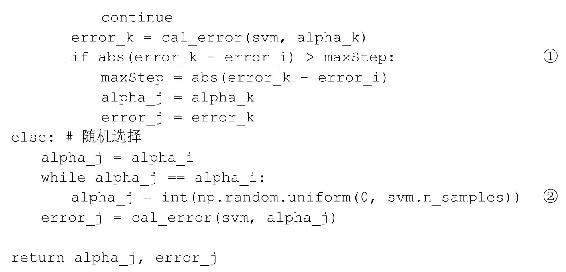 continue
error_k = cal_error(svm, alpha_k)
if abs(error_k - error_i) > maxStep: ①
maxStep = abs(error_k - error_i)
alpha_j = alpha_k
error_j = error_k
else: # 随机选择
alpha_j = alpha_i
while alpha_j == alpha_i:
alpha_j = int(np.random.uniform(0, svm.n_samples)) ②
error_j = cal_error(svm, alpha_j)
return alpha_j, error_j